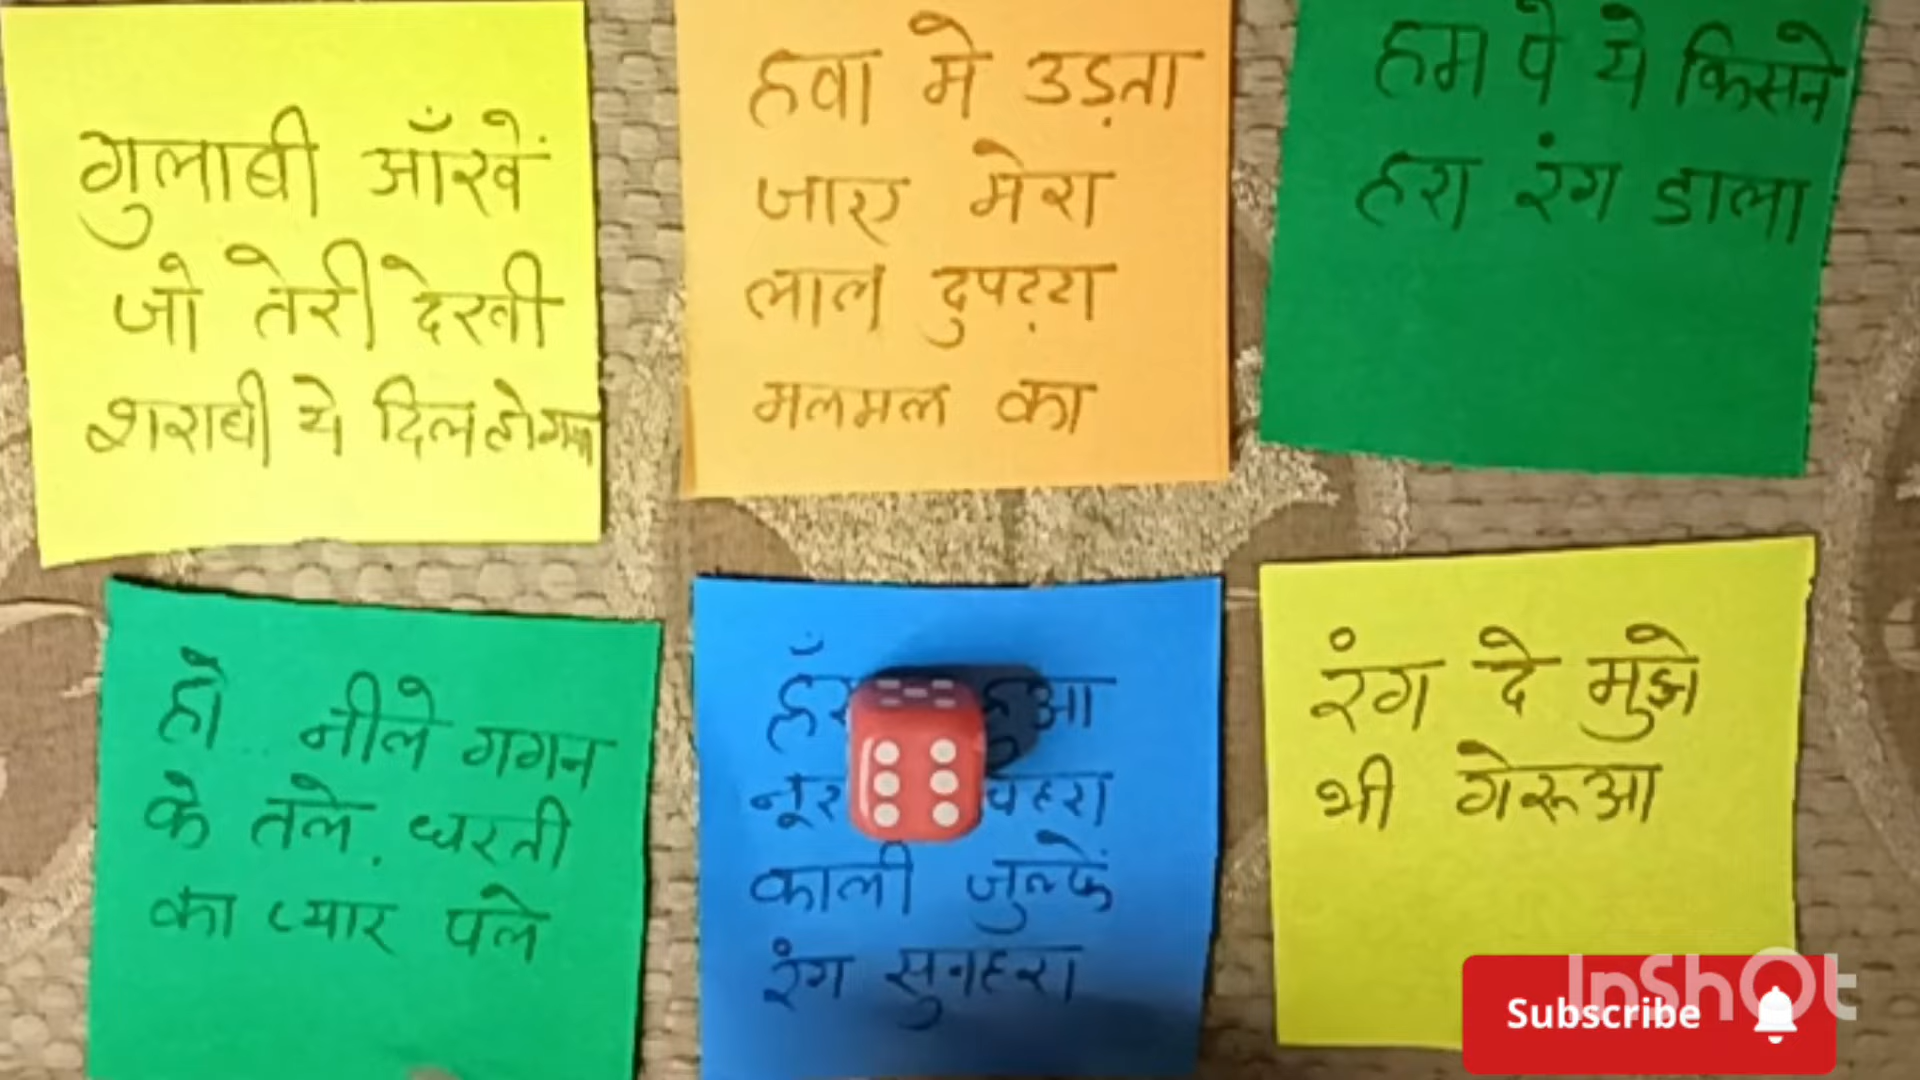 गुलाबी आँखें
जो तेरी देखी
शराबी ये दिल हो गया
हवा मे उड़ता
जाए मेरा
लाल दुपट्टा
मलमल का
हम पे ये किसने
हरा रंग डाला
हो .. नीले गगन
के तले. धरती
का प्यार पले
हुआ
नूर चेहरा
काली जुल्फें
रंग सुनहरा
रंग दे मुझे
भी गेरूआ
InShOt
Subscribe